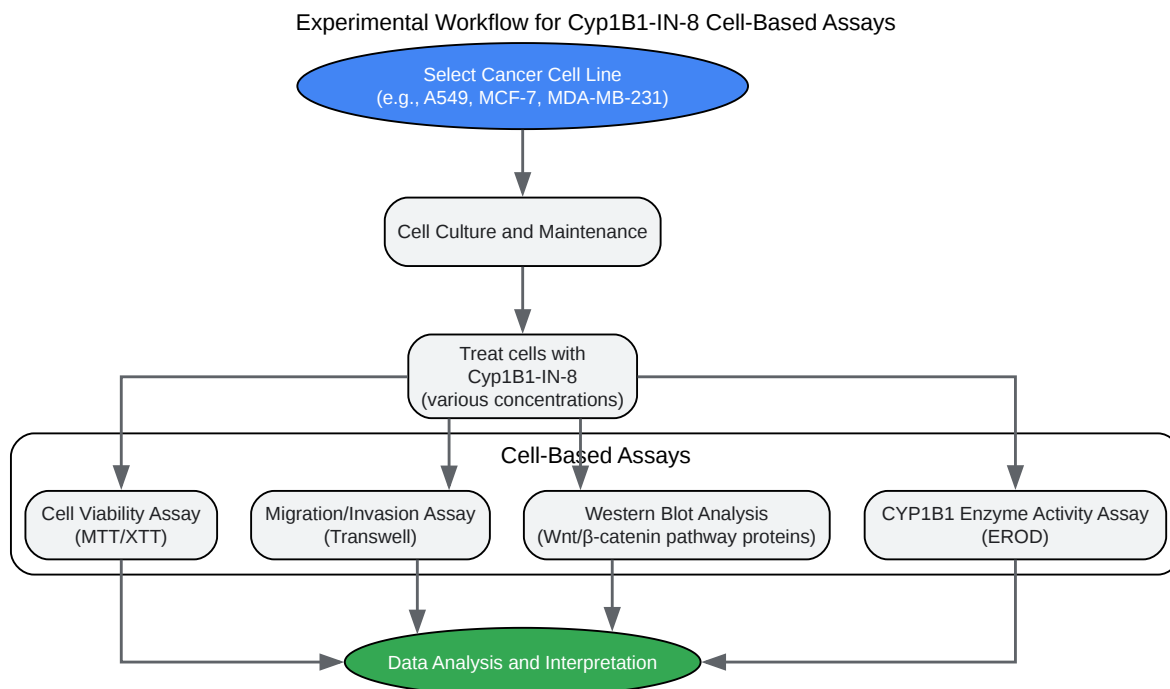 Experimental Workflow for Cyp1B1-IN-8 Cell-Based Assays
Select Cancer Cell Line
(e.g., A549, MCF-7, MDA-MB-231)
Cell Culture and Maintenance
Treat cells with
Cyp1B1-IN-8
(various concentrations)
Cell-Based Assays
Cell Viability Assay
(MTT/XTT)
Migration/Invasion Assay
(Transwell)
Western Blot Analysis
(Wnt/β-catenin pathway proteins)
CYP1B1 Enzyme Activity Assay
(EROD)
Data Analysis and Interpretation